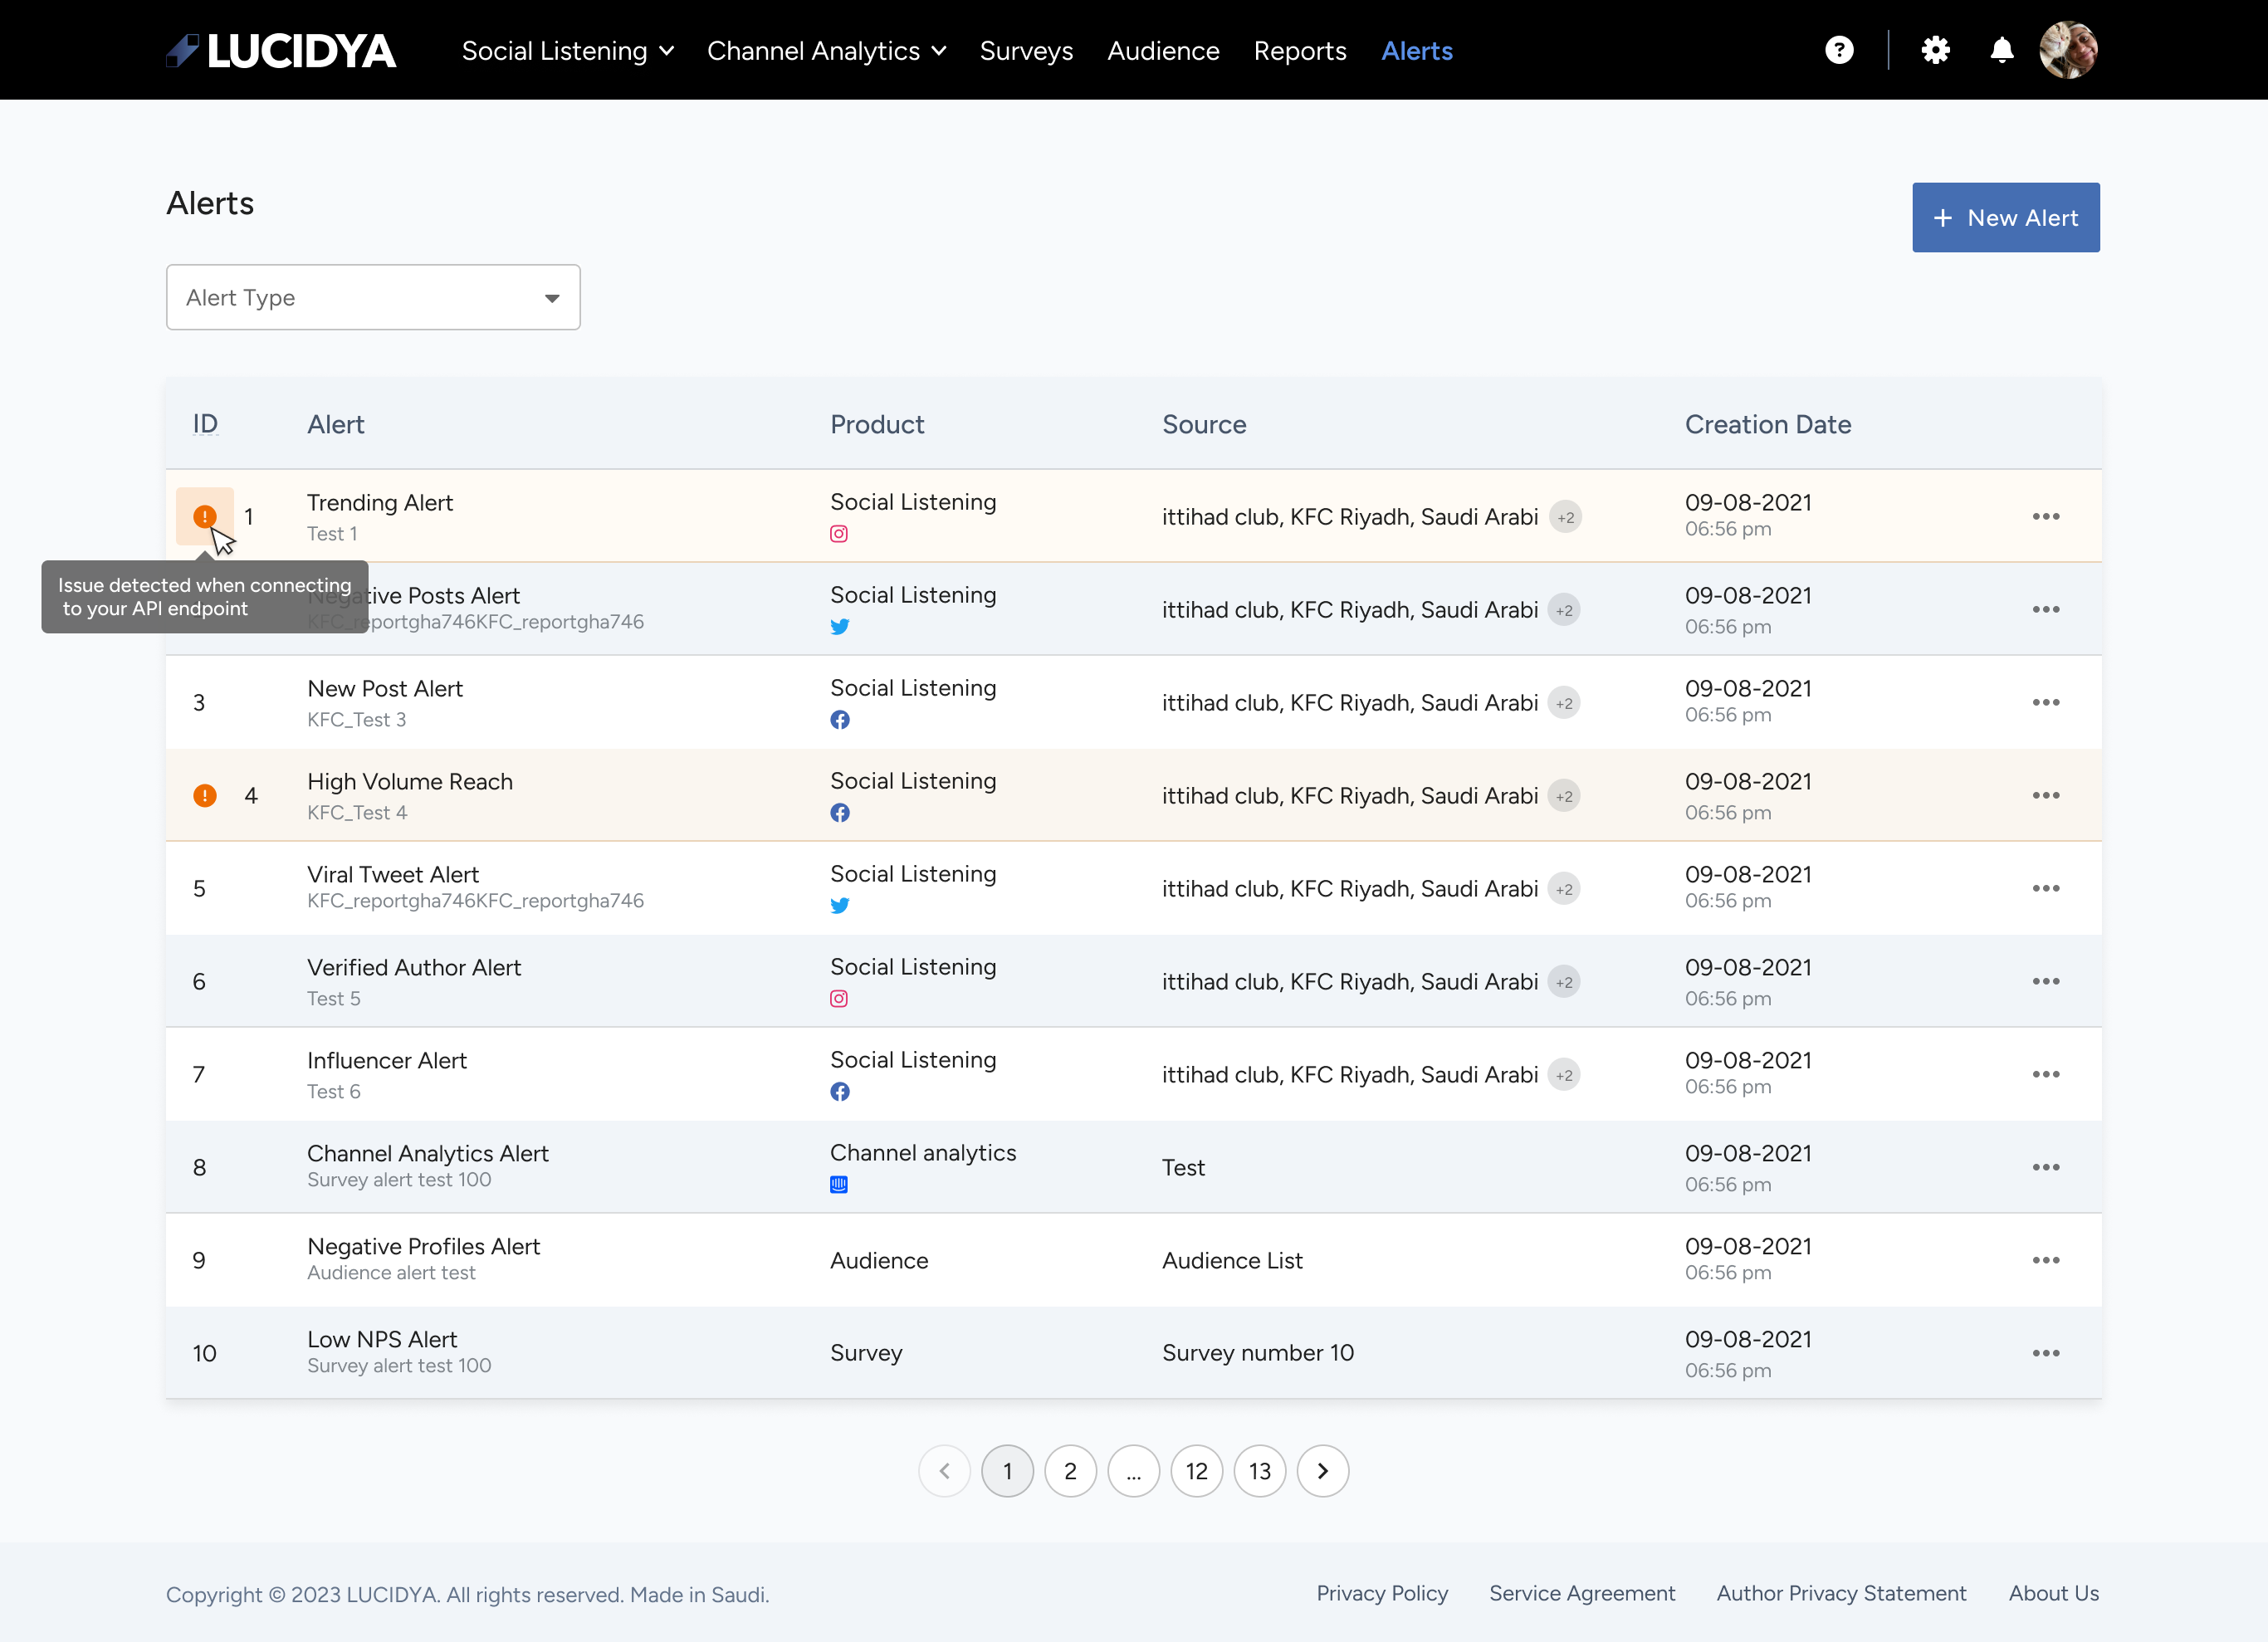 LUCIDYA
Social Listening
Channel Analytics
Surveys
Audience
Reports
Alerts
?
Alerts
+ New Alert
Alert Type
ID Alert Product Source Creation Date
1 Trending Alert Social Listening ittihad club, KFC Riyadh, Saudi Arabi +2 09-08-2021
Test 1 06:56 pm
Issue detected when connecting
to your API endpoint
Negative Posts Alert Social Listening ittihad club, KFC Riyadh, Saudi Arabi +2 09-08-2021
KFC_reportgha746KFC_reportgha746 06:56 pm
3 New Post Alert Social Listening ittihad club, KFC Riyadh, Saudi Arabi +2 09-08-2021
KFC_Test 3 06:56 pm
4 High Volume Reach Social Listening ittihad club, KFC Riyadh, Saudi Arabi +2 09-08-2021
KFC_Test 4 06:56 pm
5 Viral Tweet Alert Social Listening ittihad club, KFC Riyadh, Saudi Arabi +2 09-08-2021
KFC_reportgha746KFC_reportgha746 06:56 pm
6 Verified Author Alert Social Listening ittihad club, KFC Riyadh, Saudi Arabi +2 09-08-2021
Test 5 06:56 pm
7 Influencer Alert Social Listening ittihad club, KFC Riyadh, Saudi Arabi +2 09-08-2021
Test 6 06:56 pm
8 Channel Analytics Alert Channel analytics Test 09-08-2021
Survey alert test 100 06:56 pm
9 Negative Profiles Alert Audience Audience List 09-08-2021
Audience alert test 06:56 pm
10 Low NPS Alert Survey Survey number 10 09-08-2021
Survey alert test 100 06:56 pm
1 2 ... 12 13
Copyright © 2023 LUCIDYA. All rights reserved. Made in Saudi.
Privacy Policy Service Agreement Author Privacy Statement About Us